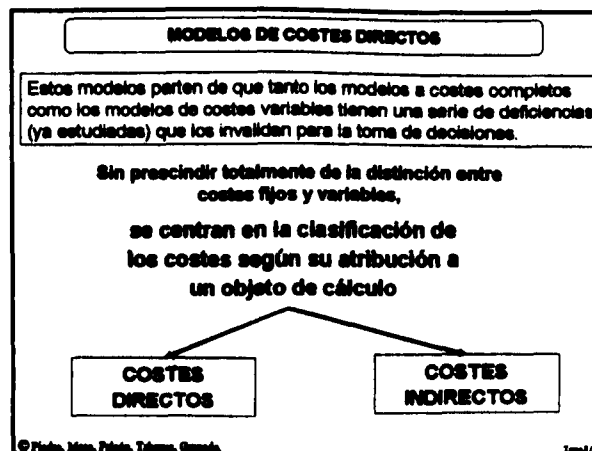 MODELOS DE COSTES DIRECTOS
Estos modelos parten de que tanto los modelos a costes completos
como los modelos de costes variables tienen una serie de deficiencias
(ya estudiadas) que los invalidan para la toma de decisiones.
Sin prescindir totalmente de la distinción entre
costes fijos y variables,
se centran en la clasificación de
los costes según su atribución a
un objeto de cálculo
COSTES
DIRECTOS
COSTES
INDIRECTOS